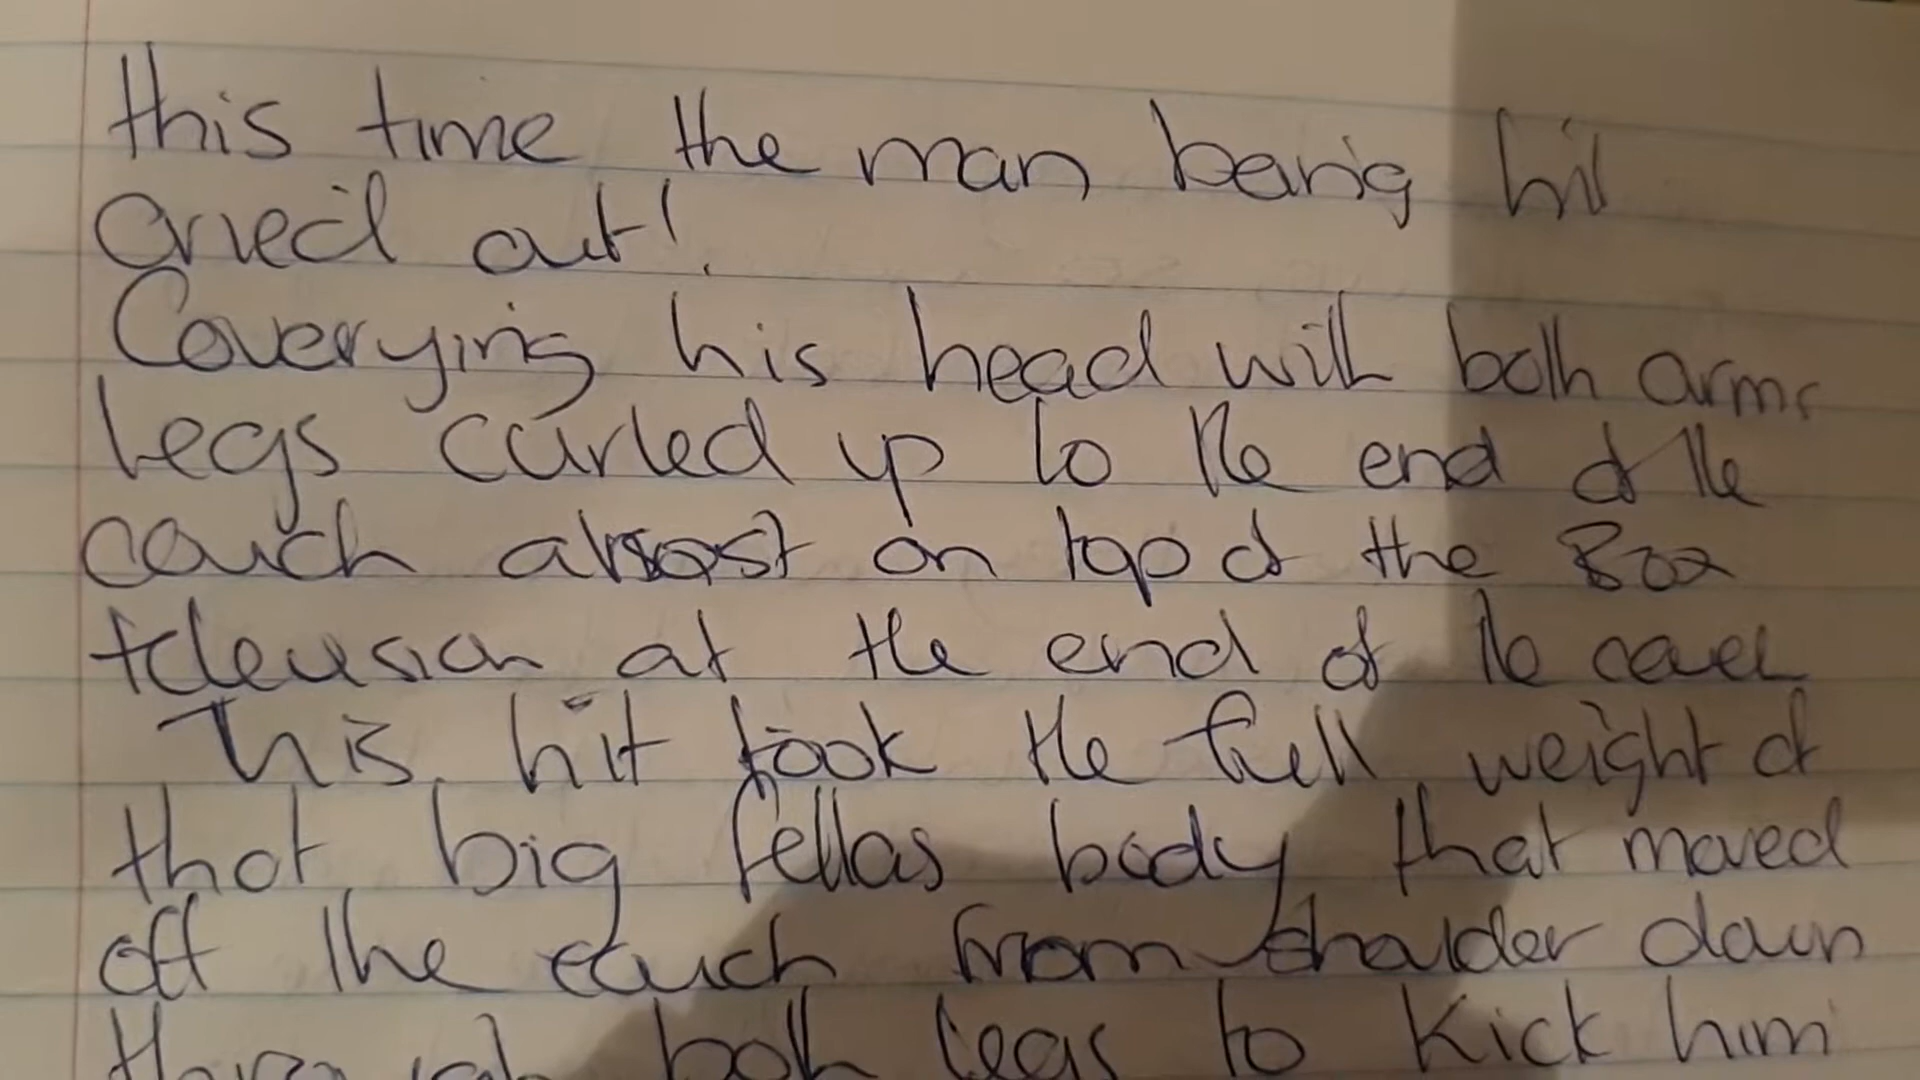 this time the man being hit
cried out!
Coverying his head with both arms
legs curled up to the end of the
couch almost on top of the Box
television at the end of the couch
This hit took the full weight of
that big fellas body that moved
off the couch from shoulder down
through both legs to Kick him